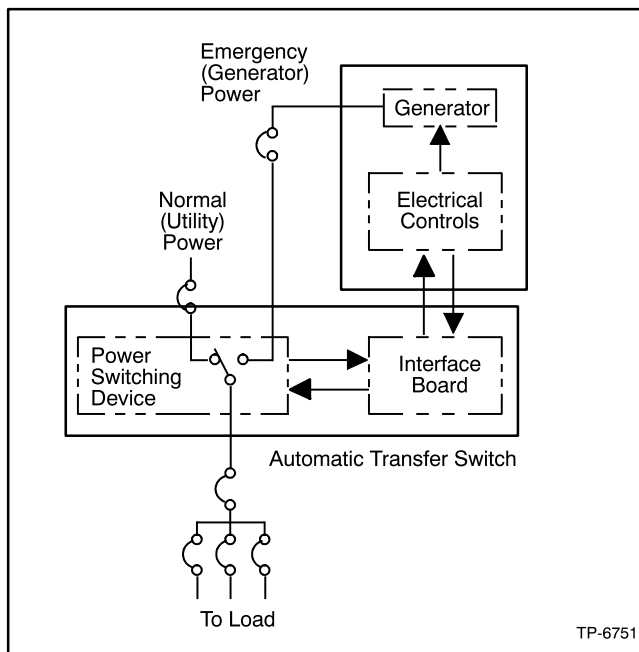 Emergency
(Generator)
Power
Generator
Normal
(Utility)
Power
Electrical
Controls
Power
Switching
Device
Interface
Board
Automatic Transfer Switch
To Load
TP-6751